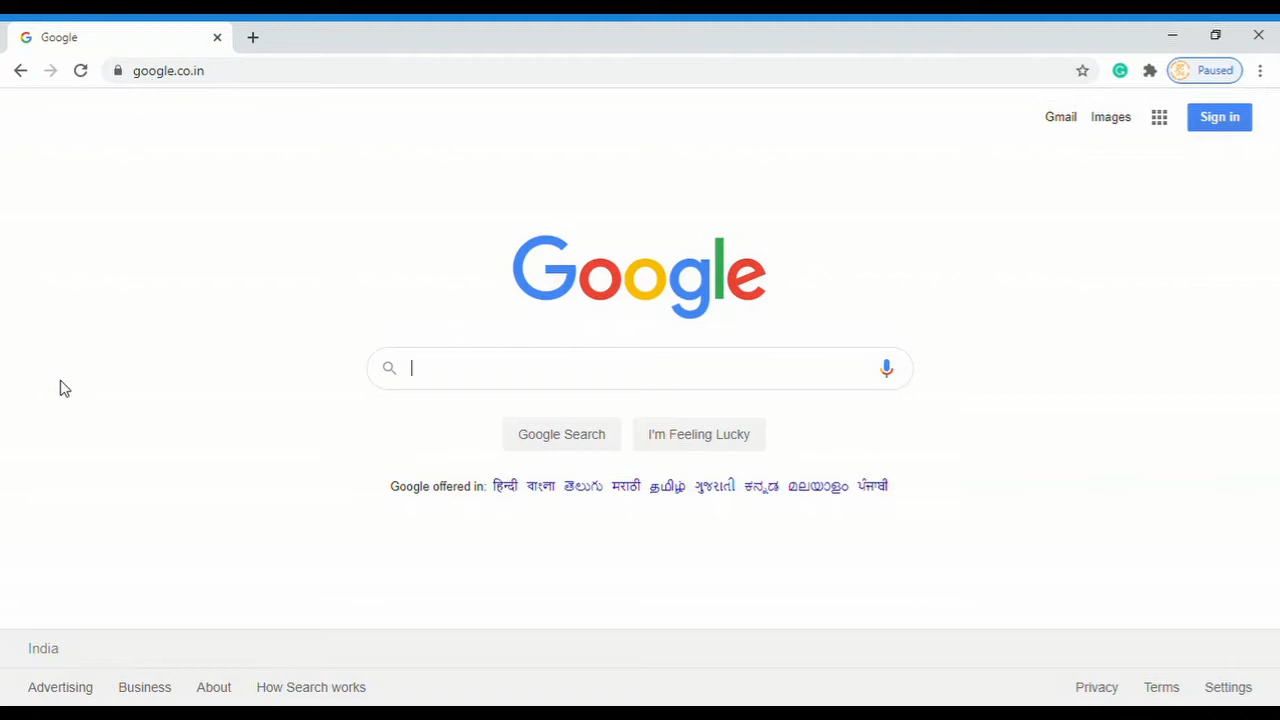 Google
google.co.in
Paused
Gmail Images Sign in
Google
Google Search I'm Feeling Lucky
Google offered in: हिन्दी বাংলা తెలుగు मराठी தமிழ் ગુજરાતી ಕನ್ನಡ മലയാളം ਪੰਜਾਬੀ
India
Advertising Business About How Search works Privacy Terms Settings